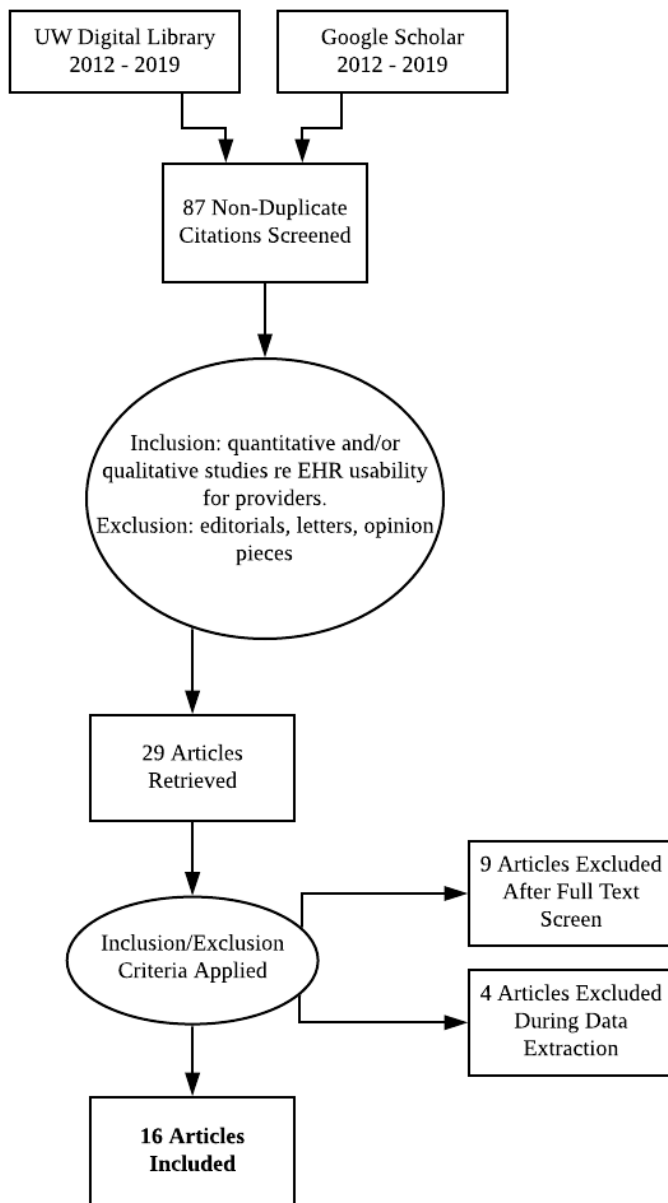 UW Digital Library
2012 - 2019
Google Scholar
2012 - 2019
87 Non-Duplicate
Citations Screened
Inclusion: quantitative and/or
qualitative studies re EHR usability
for providers.
Exclusion: editorials, letters, opinion
pieces
29 Articles
Retrieved
Inclusion/Exclusion
Criteria Applied
9 Articles Excluded
After Full Text
Screen
4 Articles Excluded
During Data
Extraction
16 Articles
Included